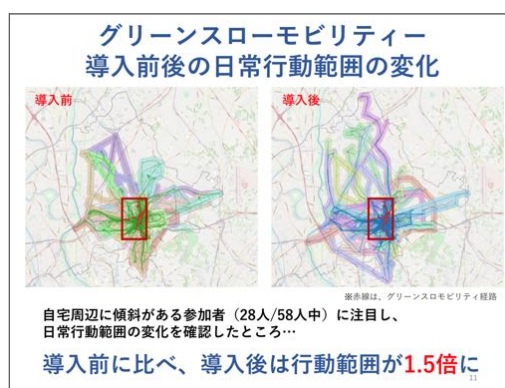 グリーンスローモビリティー
導入前後の日常行動範囲の変化
導入前
導入後
※赤線は、グリーンスロモビリティ経路
自宅周辺に傾斜がある参加者（28人/58人中）に注目し、
日常行動範囲の変化を確認したところ…
導入前に比べ、導入後は行動範囲が1.5倍に
11